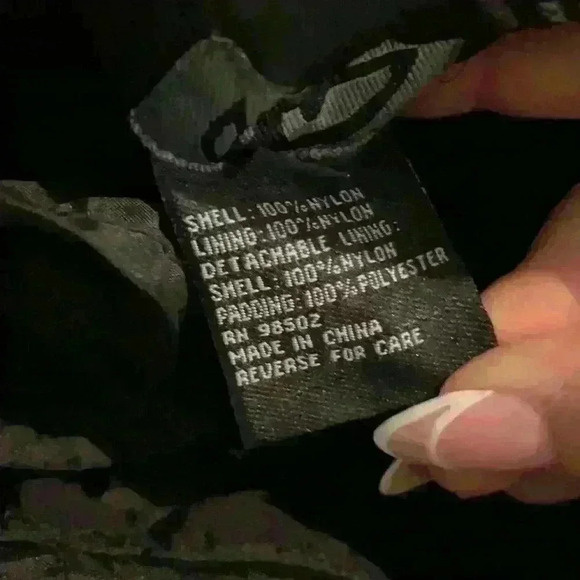 SHELL: 100% NYLON
LINING: 100% NYLON
DETACHABLE LINING:
SHELL: 100% NYLON
PADDING: 100% POLYESTER
RN 98502
MADE IN CHINA
REVERSE FOR CARE